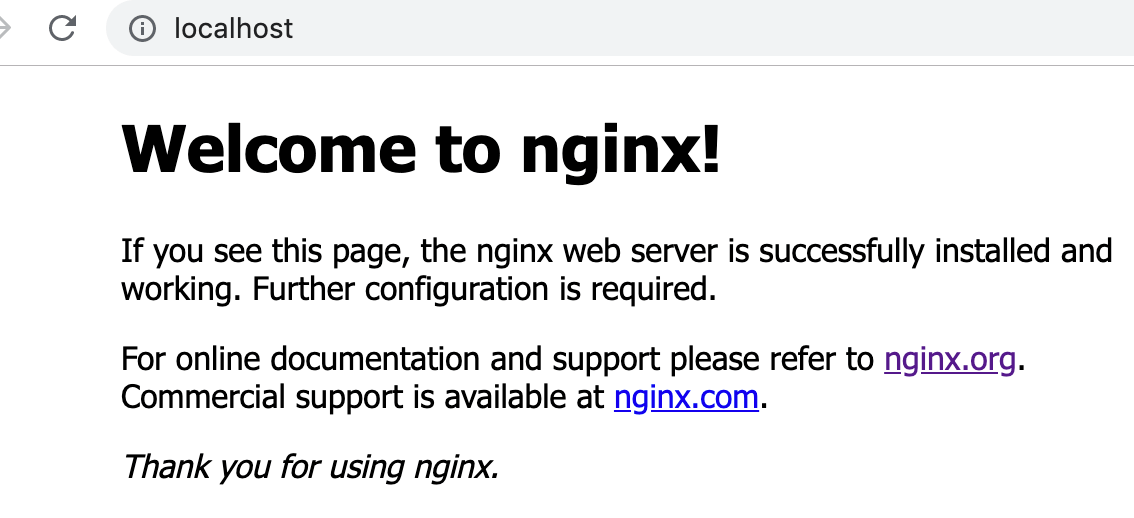 localhost
Welcome to nginx!
If you see this page, the nginx web server is successfully installed and
working. Further configuration is required.
For online documentation and support please refer to nginx.org.
Commercial support is available at nginx.com.
Thank you for using nginx.